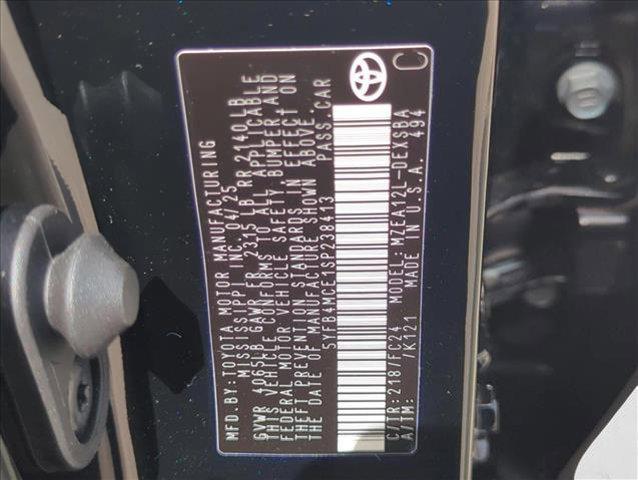 MFD.BY: TOYOTA MOTOR MANUFACTURING
MISSISSIPPI INC. 04/25
GVWR 4065LB GAWR FR 2315 LB RR 2140LB
THIS VEHICLE CONFORMS TO ALL APPLICABLE
FEDERAL MOTOR VEHICLE SAFETY, BUMPER AND
THEFT PREVENTION STANDARDS IN EFFECT ON
THE DATE OF MANUFACTURE SHOWN ABOVE.
5YFB4MCE1SP238413 PASS. CAR
C/TR: 218/FC24 MODEL: MZEA12L-DEXSBA
A/TM: /K121 MADE IN U.S.A. 494
C